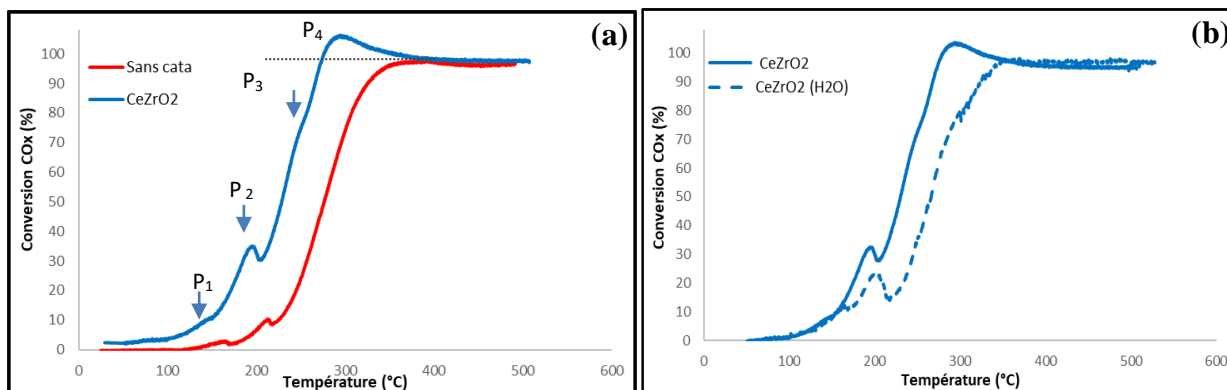 (a)
Conversion COx (%)
100
90
80
70
60
50
40
30
20
10
0
Sans cata
CeZrO2
P1
P 2
P3
P4
0 100 200 300 400 500 600
Température (°C)
(b)
Conversion COx (%)
100
90
80
70
60
50
40
30
20
10
0
CeZrO2
CeZrO2 (H2O)
0 100 200 300 400 500 600
Température (°C)